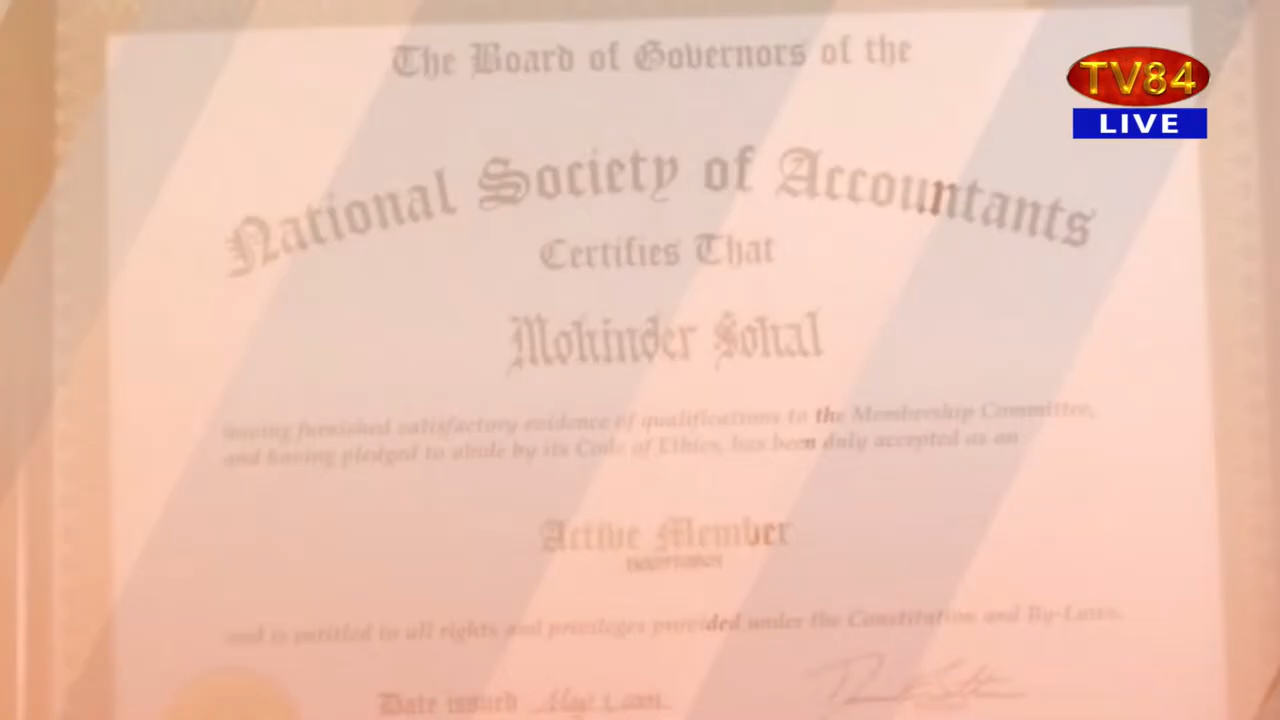 The Board of Governors of the
TV84
LIVE
National Society of Accountants
Certifies That
Mohinder Sohal
having furnished satisfactory evidence of qualifications to the Membership Committee,
and having pledged to abide by its Code of Ethics, has been duly accepted as an
Active Member
and is entitled to all rights and privileges provided under the Constitution and By-Laws.
Date issued